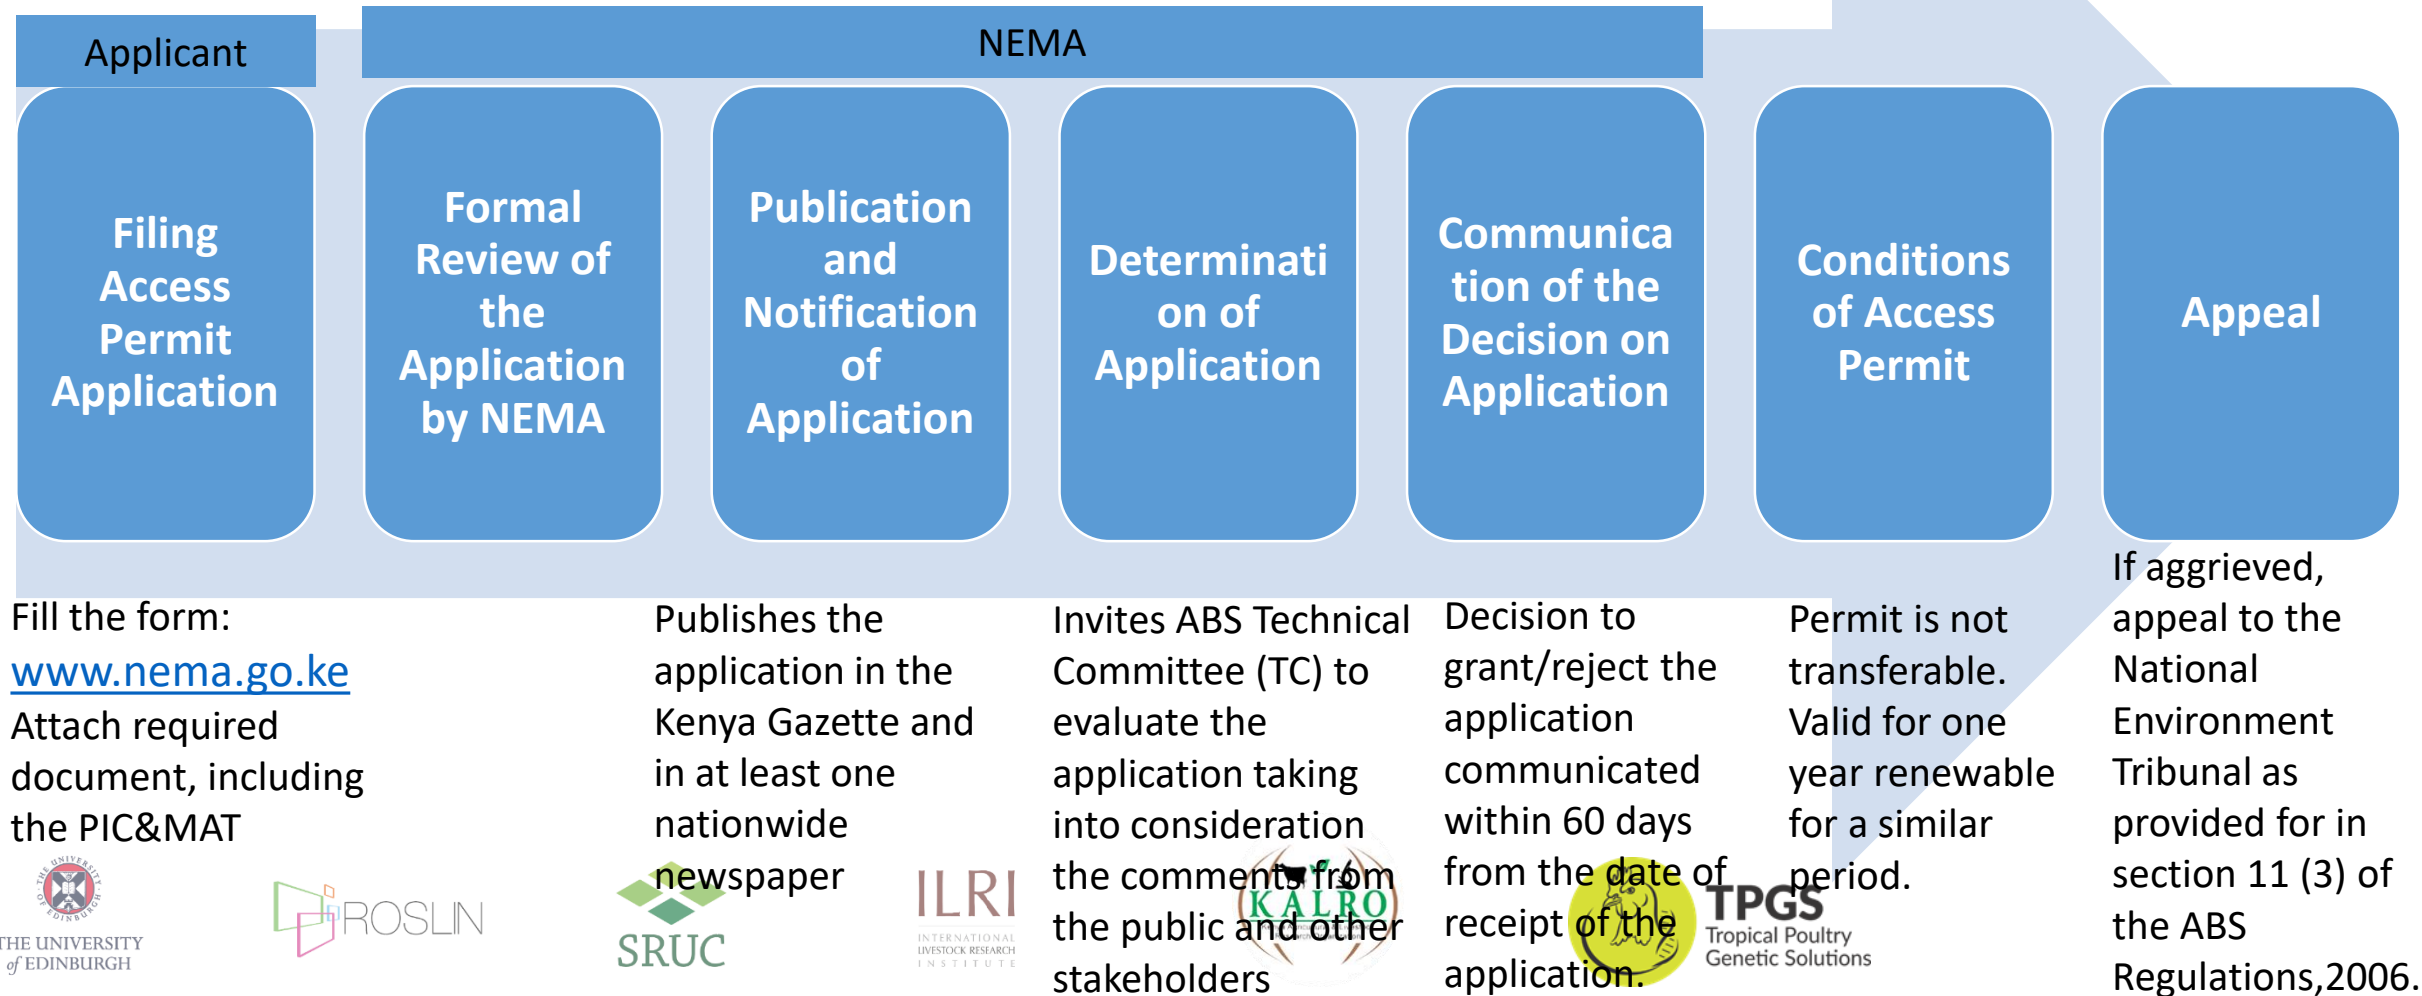 Applicant
NEMA
Filing
Access
Permit
Application
Formal
Review of
the
Application
by NEMA
Publication
and
Notification
of
Application
Determinati
on of
Application
Communica
tion of the
Decision on
Application
Conditions
of Access
Permit
Appeal
Fill the form:
www.nema.go.ke
Attach required
document, including
the PIC&MAT
Publishes the
application in the
Kenya Gazette and
in at least one
nationwide
newspaper
Invites ABS Technical
Committee (TC) to
evaluate the
application taking
into consideration
the comments from
the public and other
stakeholders
Decision to
grant/reject the
application
communicated
within 60 days
from the date of
receipt of the
application.
Permit is not
transferable.
Valid for one
year renewable
for a similar
period.
If aggrieved,
appeal to the
National
Environment
Tribunal as
provided for in
section 11 (3) of
the ABS
Regulations,2006.
THE UNIVERSITY
of EDINBURGH
THE UNIVERSITY OF EDINBURGH
ROSLIN
SRUC
ILRI
INTERNATIONAL
LIVESTOCK RESEARCH
INSTITUTE
KALRO
TPGS
Tropical Poultry
Genetic Solutions